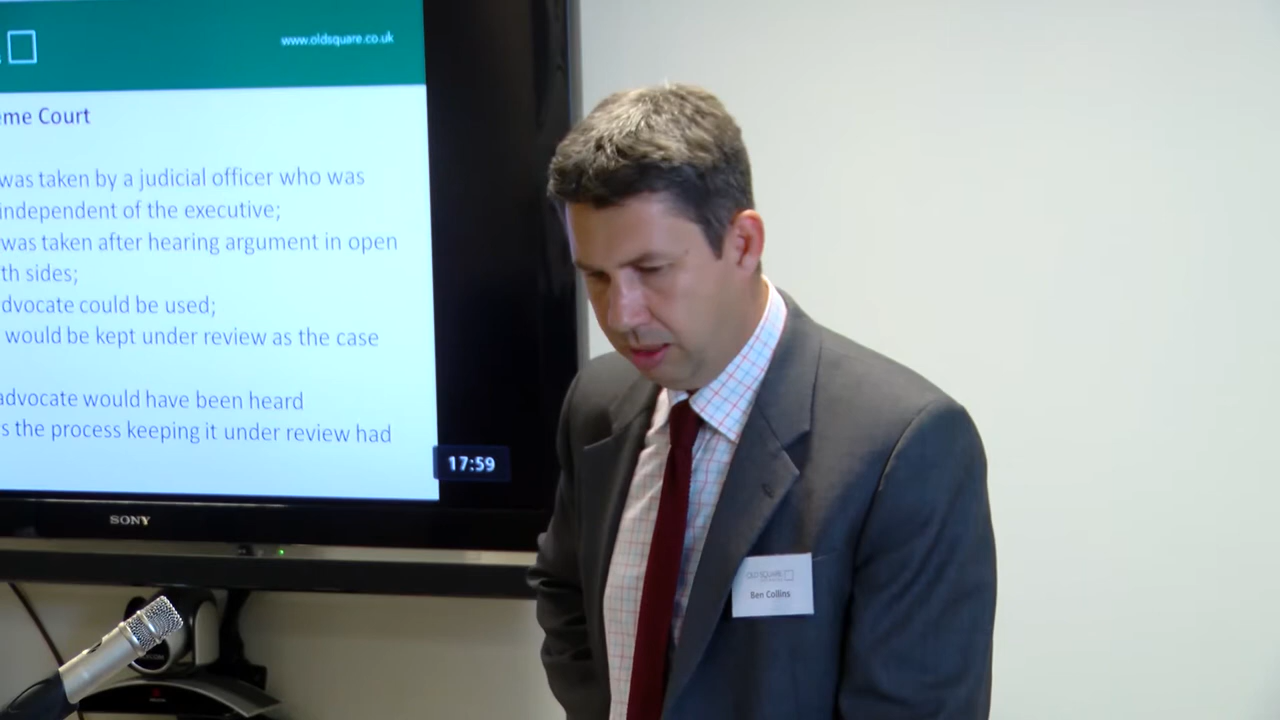 www.oldsquare.co.uk
eme Court
was taken by a judicial officer who was
independent of the executive;
was taken after hearing argument in open
th sides;
dvocate could be used;
would be kept under review as the case
advocate would have been heard
s the process keeping it under review had
17:59
SONY
OLD SQUARE
Ben Collins